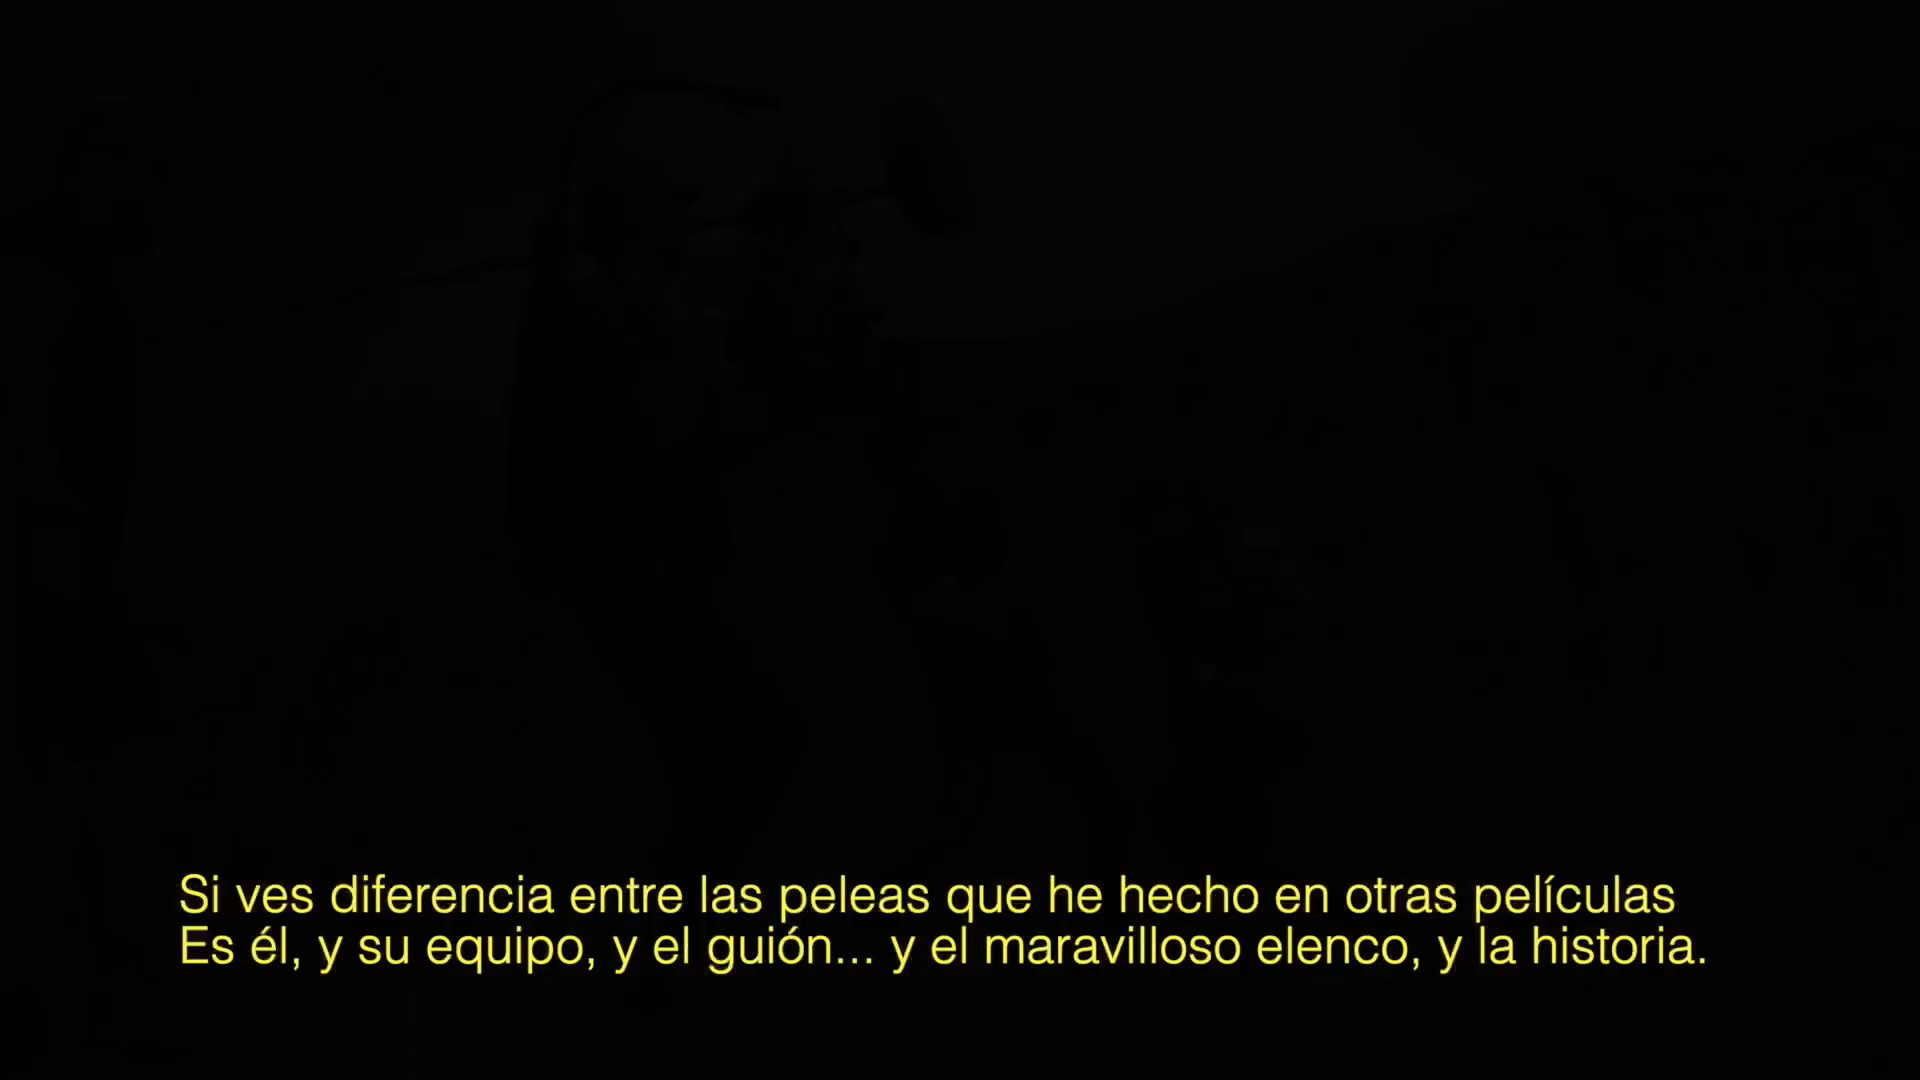 Si ves diferencia entre las peleas que he hecho en otras películas
Es él, y su equipo, y el guión... y el maravilloso elenco, y la historia.